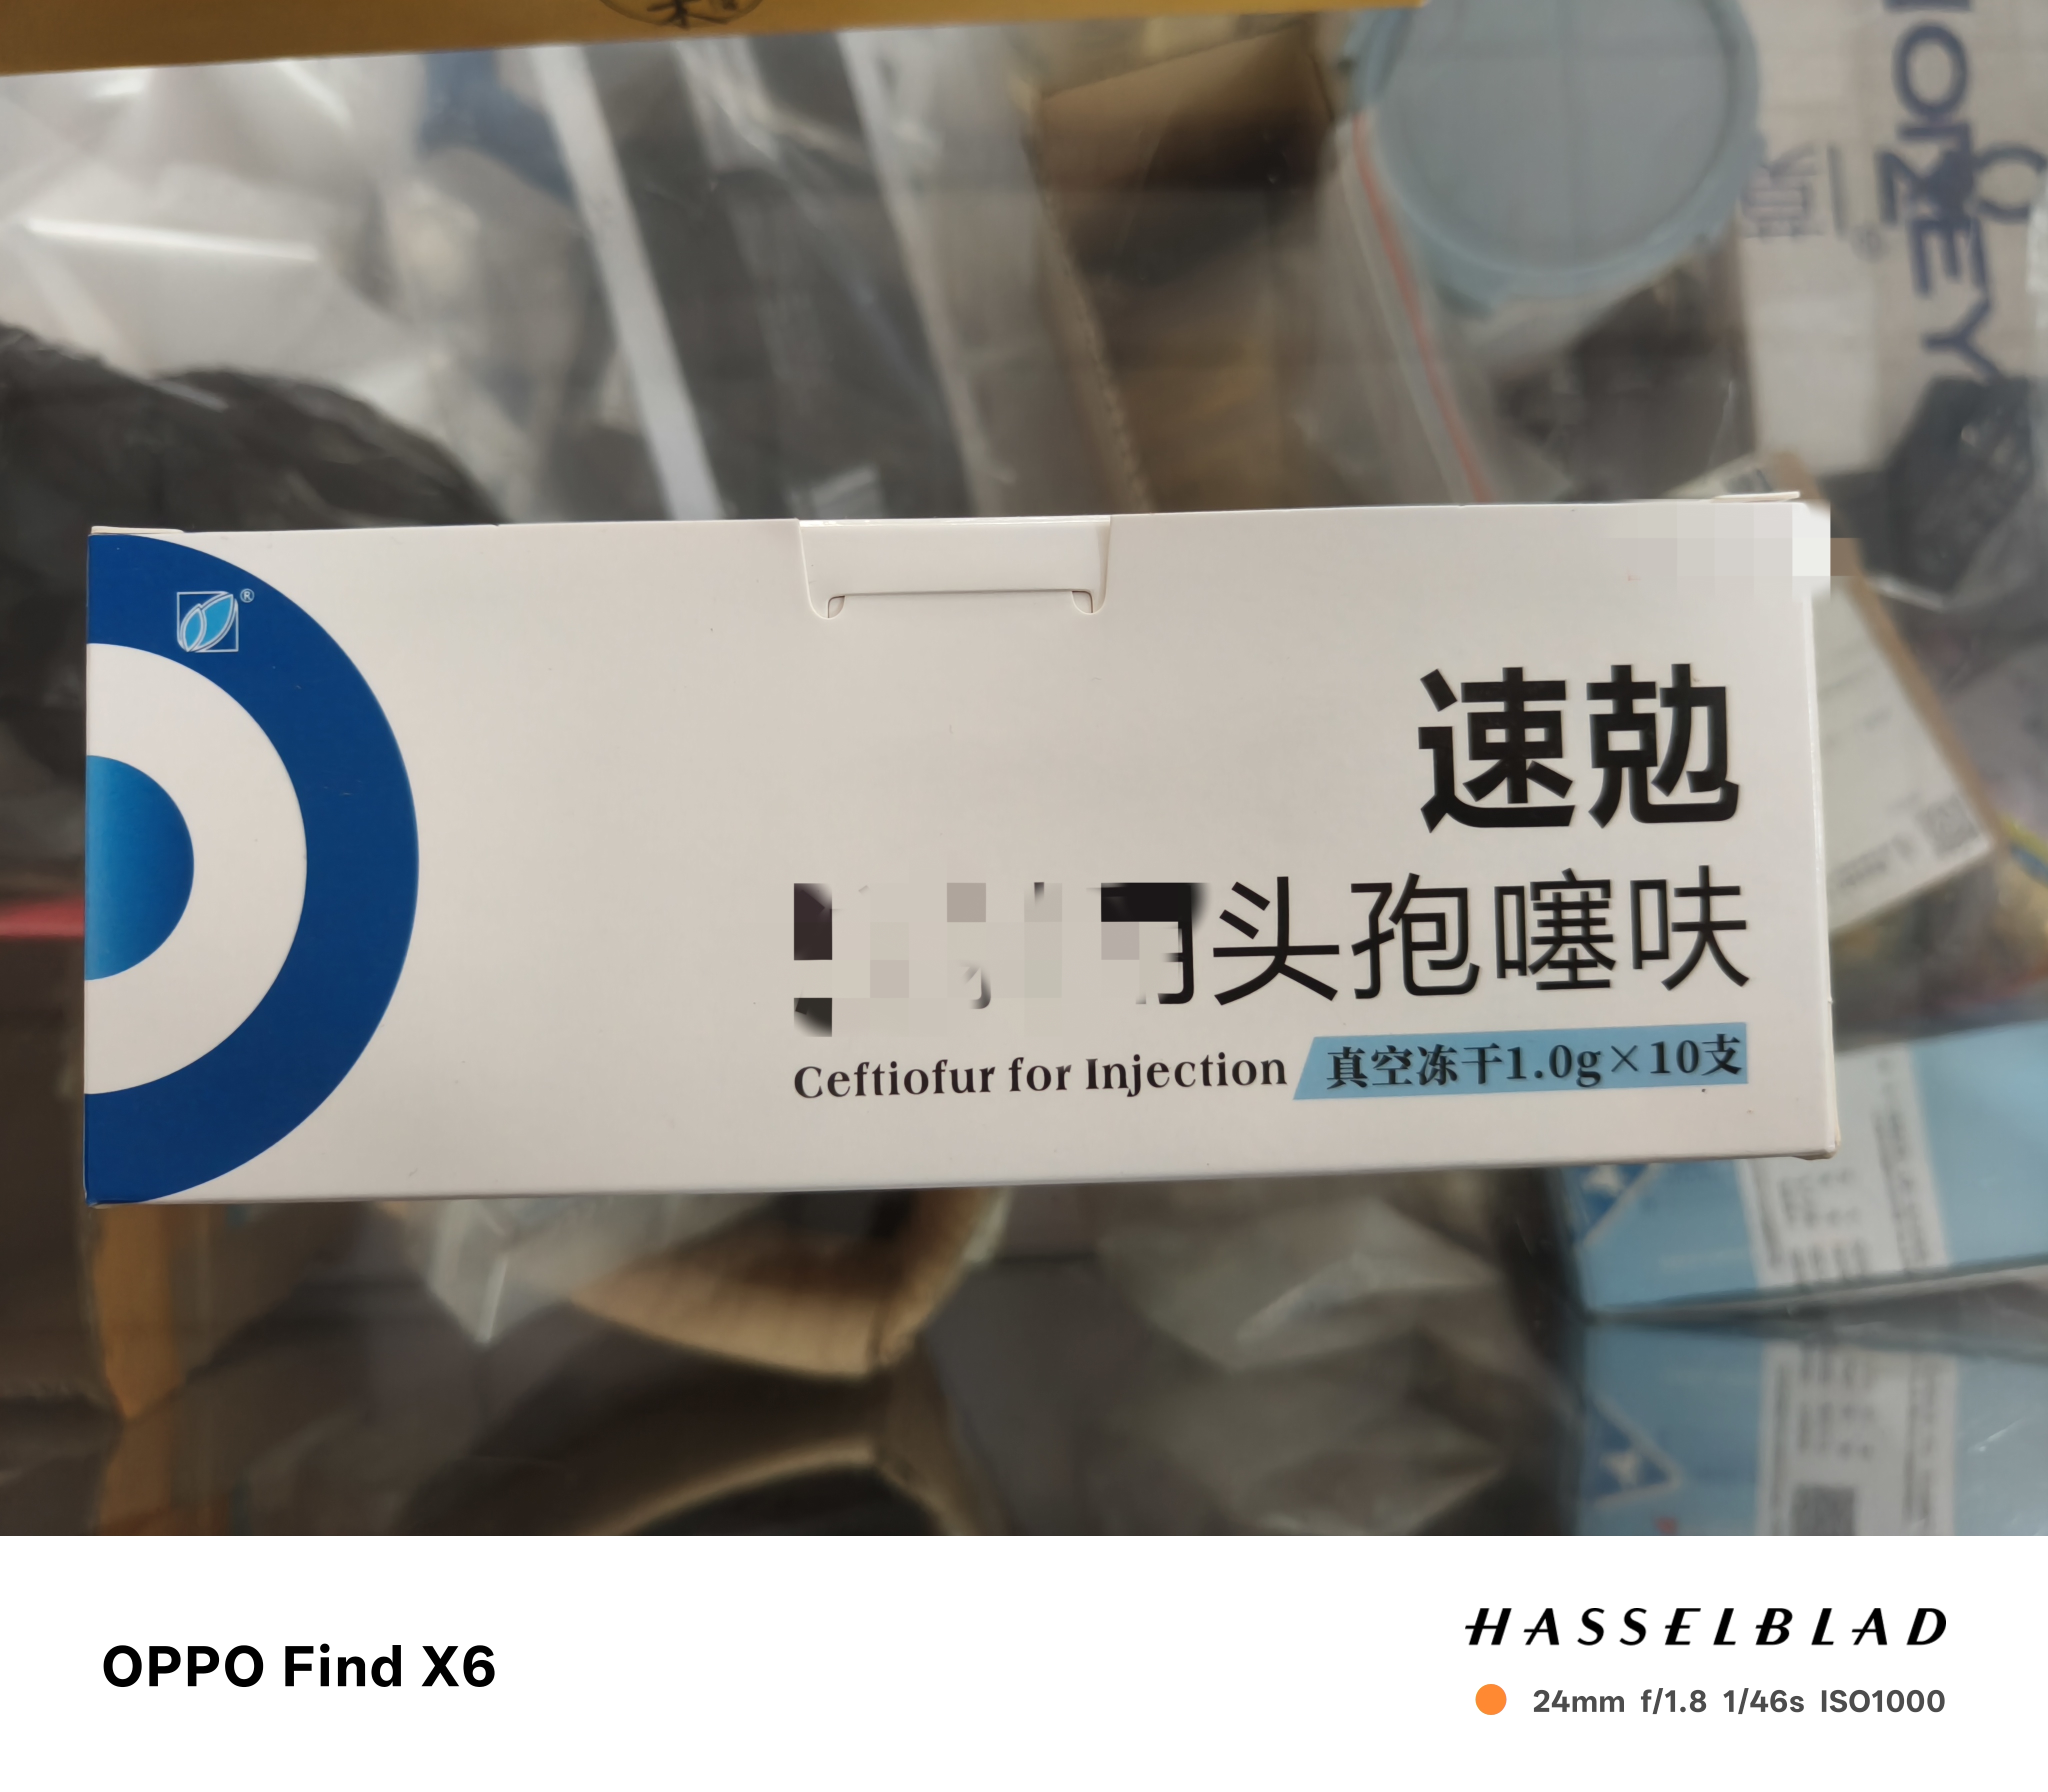 HONEY
®
速勊
头孢噻呋
Ceftiofur for Injection 真空冻干1.0g×10支
OPPO Find X6
HASSELBLAD
24mm f/1.8 1/46s ISO1000